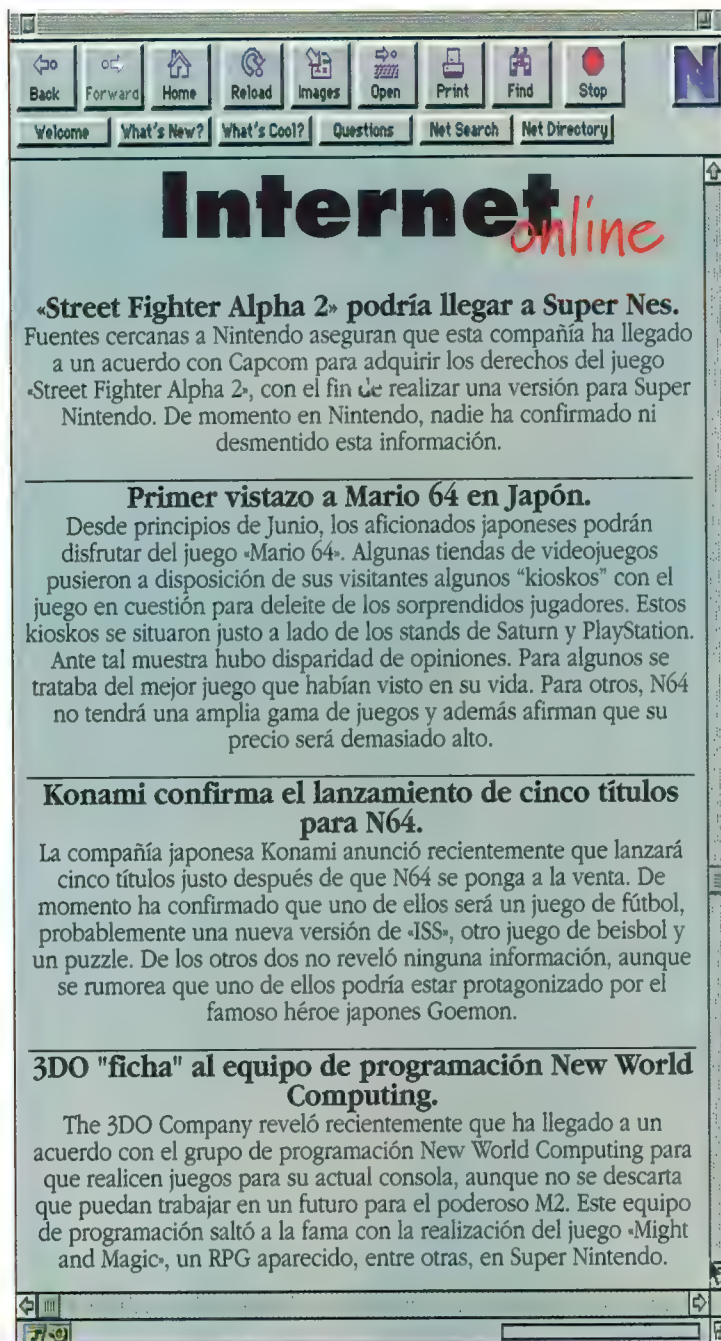 Back Forward Home Reload Images Open Print Find Stop N
Welcome What's New? What's Cool? Questions Net Search Net Directory
Internet
online
«Street Fighter Alpha 2» podría llegar a Super Nes.
Fuentes cercanas a Nintendo aseguran que esta compañía ha llegado
a un acuerdo con Capcom para adquirir los derechos del juego
«Street Fighter Alpha 2», con el fin de realizar una versión para Super
Nintendo. De momento en Nintendo, nadie ha confirmado ni
desmentido esta información.
Primer vistazo a Mario 64 en Japón.
Desde principios de Junio, los aficionados japoneses podrán
disfrutar del juego «Mario 64». Algunas tiendas de videojuegos
pusieron a disposición de sus visitantes algunos "kioskos" con el
juego en cuestión para deleite de los sorprendidos jugadores. Estos
kioskos se situaron justo a lado de los stands de Saturn y PlayStation.
Ante tal muestra hubo disparidad de opiniones. Para algunos se
trataba del mejor juego que habían visto en su vida. Para otros, N64
no tendrá una amplia gama de juegos y además afirman que su
precio será demasiado alto.
Konami confirma el lanzamiento de cinco títulos
para N64.
La compañía japonesa Konami anunció recientemente que lanzará
cinco títulos justo después de que N64 se ponga a la venta. De
momento ha confirmado que uno de ellos será un juego de fútbol,
probablemente una nueva versión de «ISS», otro juego de beisbol y
un puzzle. De los otros dos no reveló ninguna información, aunque
se rumorea que uno de ellos podría estar protagonizado por el
famoso héroe japones Goemon.
3DO "ficha" al equipo de programación New World
Computing.
The 3DO Company reveló recientemente que ha llegado a un
acuerdo con el grupo de programación New World Computing para
que realicen juegos para su actual consola, aunque no se descarta
que puedan trabajar en un futuro para el poderoso M2. Este equipo
de programación saltó a la fama con la realización del juego «Might
and Magic», un RPG aparecido, entre otras, en Super Nintendo.